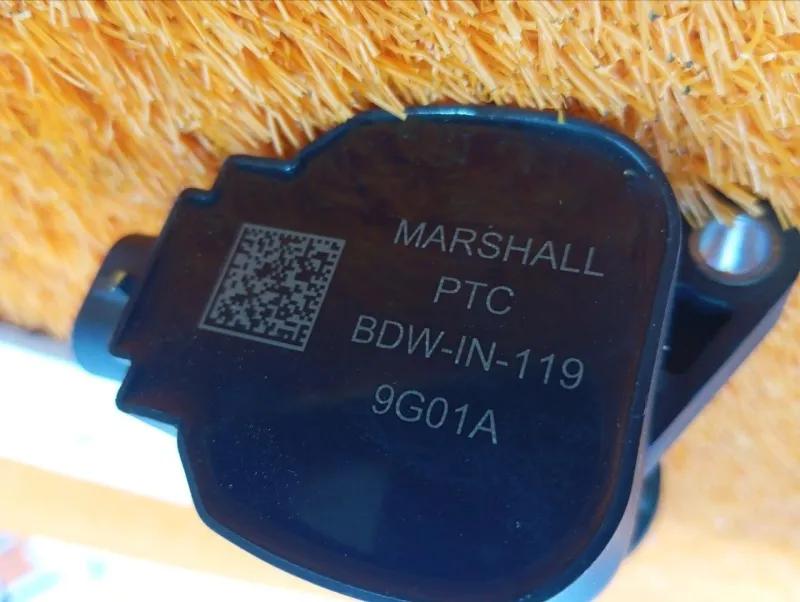 MARSHALL
PTC
BDW-IN-119
9G01A